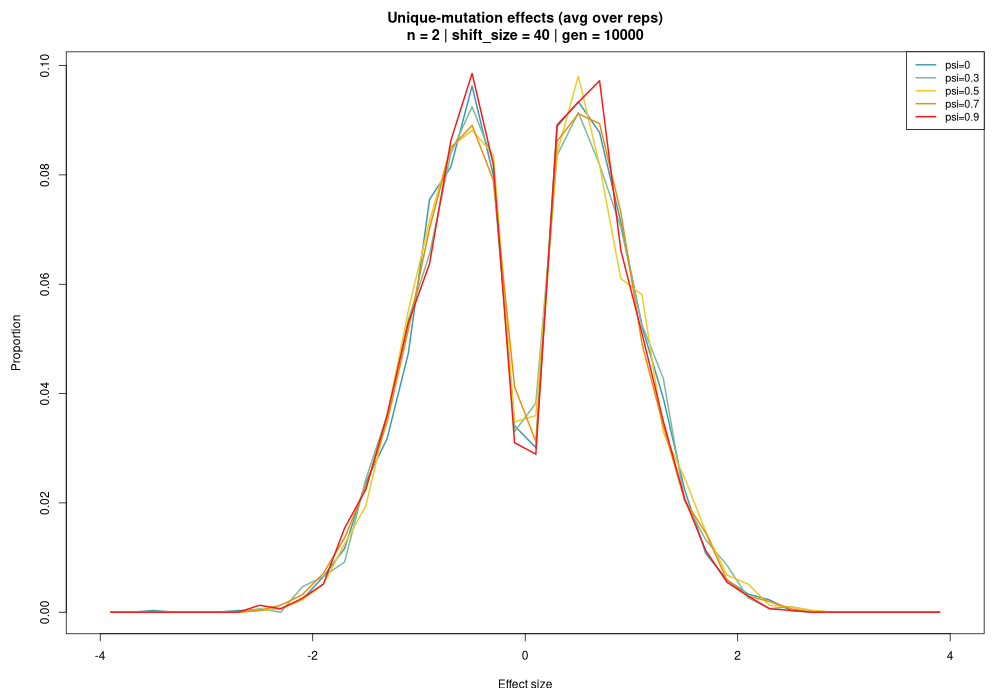 Unique-mutation effects (avg over reps)
n = 2 | shift_size = 40 | gen = 10000
psi=0
psi=0.3
psi=0.5
psi=0.7
psi=0.9
Proportion
0.10
0.08
0.06
0.04
0.02
0.00
-4
-2
0
2
4
Effect size